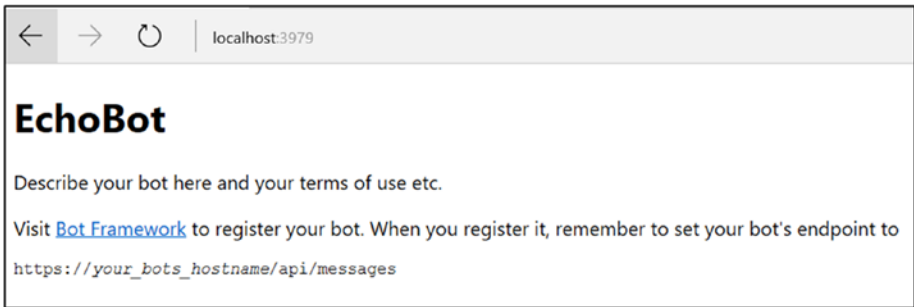 localhost:3979
EchoBot
Describe your bot here and your terms of use etc.
Visit Bot Framework to register your bot. When you register it, remember to set your bot's endpoint to
https://your_bots_hostname/api/messages